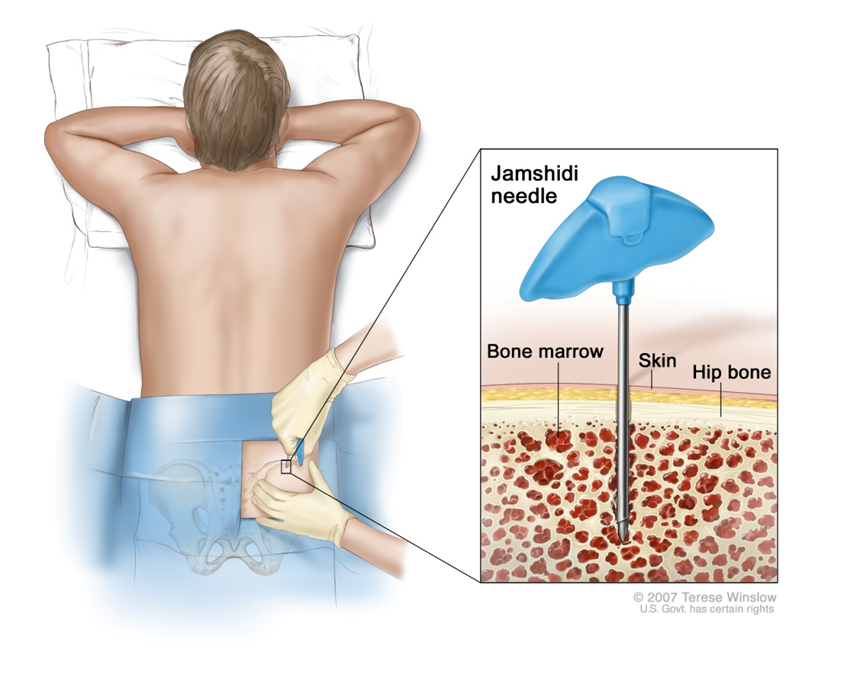 Jamshidi
needle
Bone marrow
Skin
Hip bone
© 2007 Terese Winslow
U.S. Govt. has certain rights